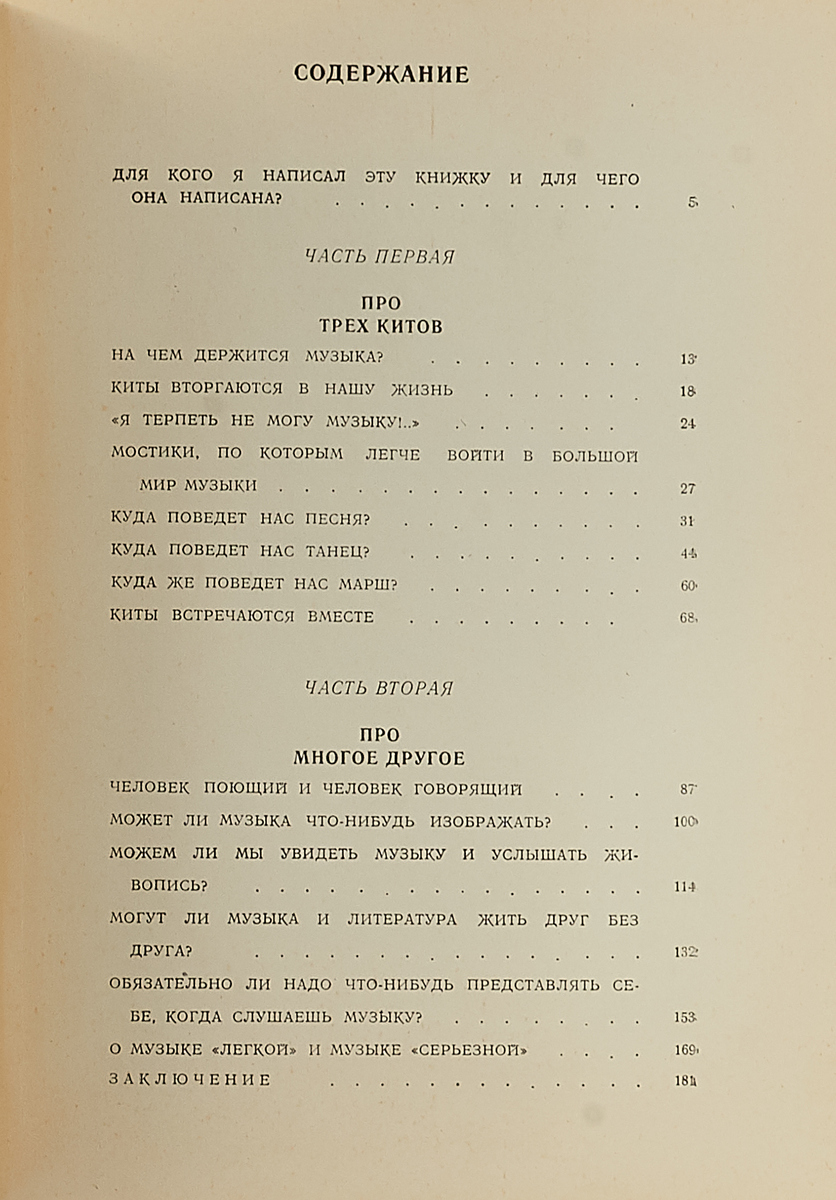 СОДЕРЖАНИЕ
ДЛЯ КОГО Я НАПИСАЛ ЭТУ КНИЖКУ И ДЛЯ ЧЕГО
ОНА НАПИСАНА? . . . . . . . . . . . . . 5
ЧАСТЬ ПЕРВАЯ
ПРО
ТРЕХ КИТОВ
НА ЧЕМ ДЕРЖИТСЯ МУЗЫКА? . . . . . . . . . 13
КИТЫ ВТОРГАЮТСЯ В НАШУ ЖИЗНЬ . . . . . . . 18
«Я ТЕРПЕТЬ НЕ МОГУ МУЗЫКУ!..» . . . . . . . 24
МОСТИКИ, ПО КОТОРЫМ ЛЕГЧЕ ВОЙТИ В БОЛЬШОЙ
МИР МУЗЫКИ . . . . . . . . . . . . . . . 27
КУДА ПОВЕДЕТ НАС ПЕСНЯ? . . . . . . . . . . 31
КУДА ПОВЕДЕТ НАС ТАНЕЦ? . . . . . . . . . . 44
КУДА ЖЕ ПОВЕДЕТ НАС МАРШ? . . . . . . . . . 60
КИТЫ ВСТРЕЧАЮТСЯ ВМЕСТЕ . . . . . . . . . 68
ЧАСТЬ ВТОРАЯ
ПРО
МНОГОЕ ДРУГОЕ
ЧЕЛОВЕК ПОЮЩИЙ И ЧЕЛОВЕК ГОВОРЯЩИЙ . . . . 87
МОЖЕТ ЛИ МУЗЫКА ЧТО-НИБУДЬ ИЗОБРАЖАТЬ? . . . 100
МОЖЕМ ЛИ МЫ УВИДЕТЬ МУЗЫКУ И УСЛЫШАТЬ ЖИ-
ВОПИСЬ? . . . . . . . . . . . . . . . . 114
МОГУТ ЛИ МУЗЫКА И ЛИТЕРАТУРА ЖИТЬ ДРУГ БЕЗ
ДРУГА? . . . . . . . . . . . . . . . . 132
ОБЯЗАТЕЛЬНО ЛИ НАДО ЧТО-НИБУДЬ ПРЕДСТАВЛЯТЬ СЕ-
БЕ, КОГДА СЛУШАЕШЬ МУЗЫКУ? . . . . . . . . 153
О МУЗЫКЕ «ЛЕГКОЙ» И МУЗЫКЕ «СЕРЬЕЗНОЙ» . . . . 169
ЗАКЛЮЧЕНИЕ . . . . . . . . . . . . . 181